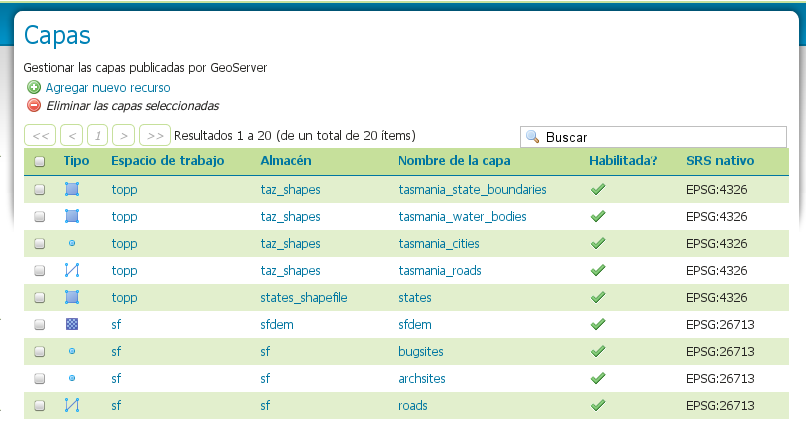 Capas
Gestionar las capas publicadas por GeoServer
Agregar nuevo recurso
Eliminar las capas seleccionadas
<< < 1 > >> Resultados 1 a 20 (de un total de 20 ítems) Buscar
Tipo Espacio de trabajo Almacén Nombre de la capa Habilitada? SRS nativo
topp taz_shapes tasmania_state_boundaries EPSG:4326
topp taz_shapes tasmania_water_bodies EPSG:4326
topp taz_shapes tasmania_cities EPSG:4326
topp taz_shapes tasmania_roads EPSG:4326
topp states_shapefile states EPSG:4326
sf sfdem sfdem EPSG:26713
sf sf bugsites EPSG:26713
sf sf archsites EPSG:26713
sf sf roads EPSG:26713